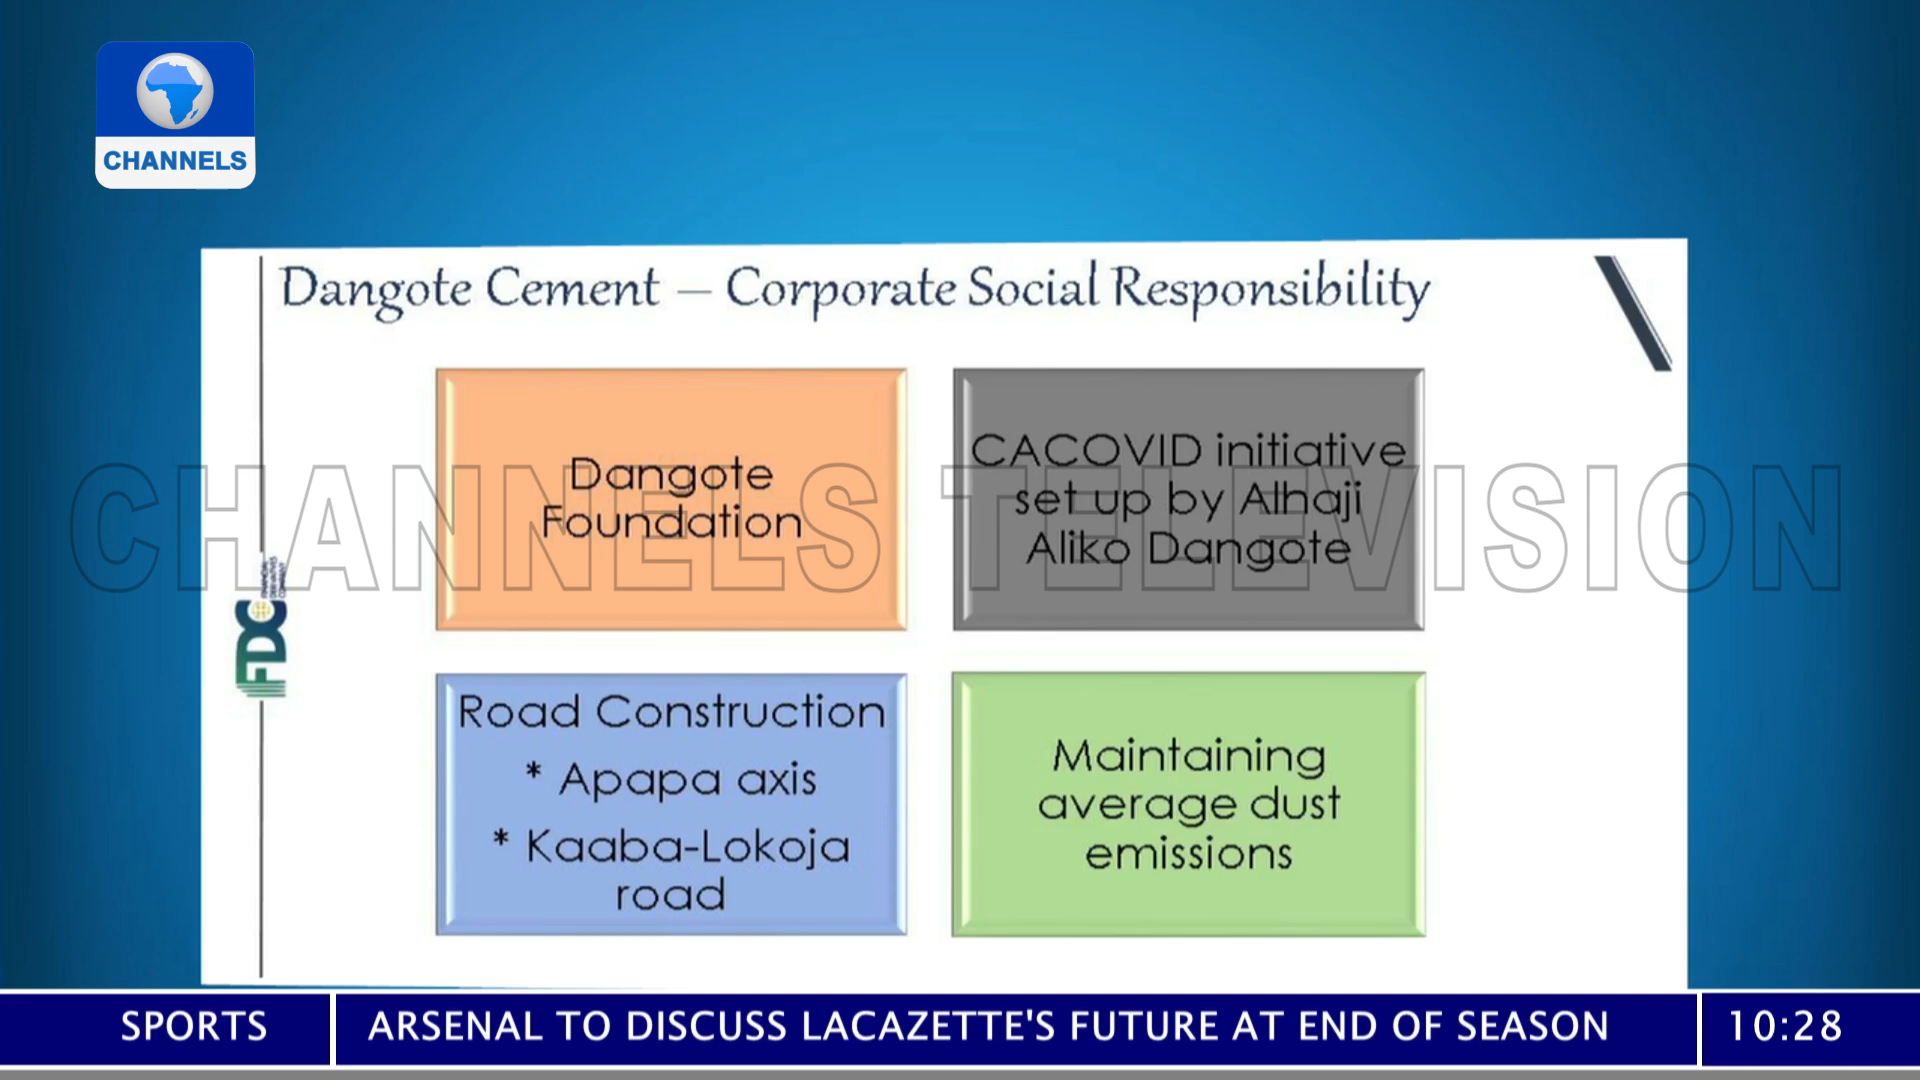 CHANNELS
Dangote Cement – Corporate Social Responsibility
Dangote
Foundation
CACOVID initiative
set up by Alhaji
Aliko Dangote
CHANNELS TELEVISION
FDC
Road Construction
* Apapa axis
* Kaaba-Lokoja
road
Maintaining
average dust
emissions
SPORTS
ARSENAL TO DISCUSS LACAZETTE'S FUTURE AT END OF SEASON
10:28